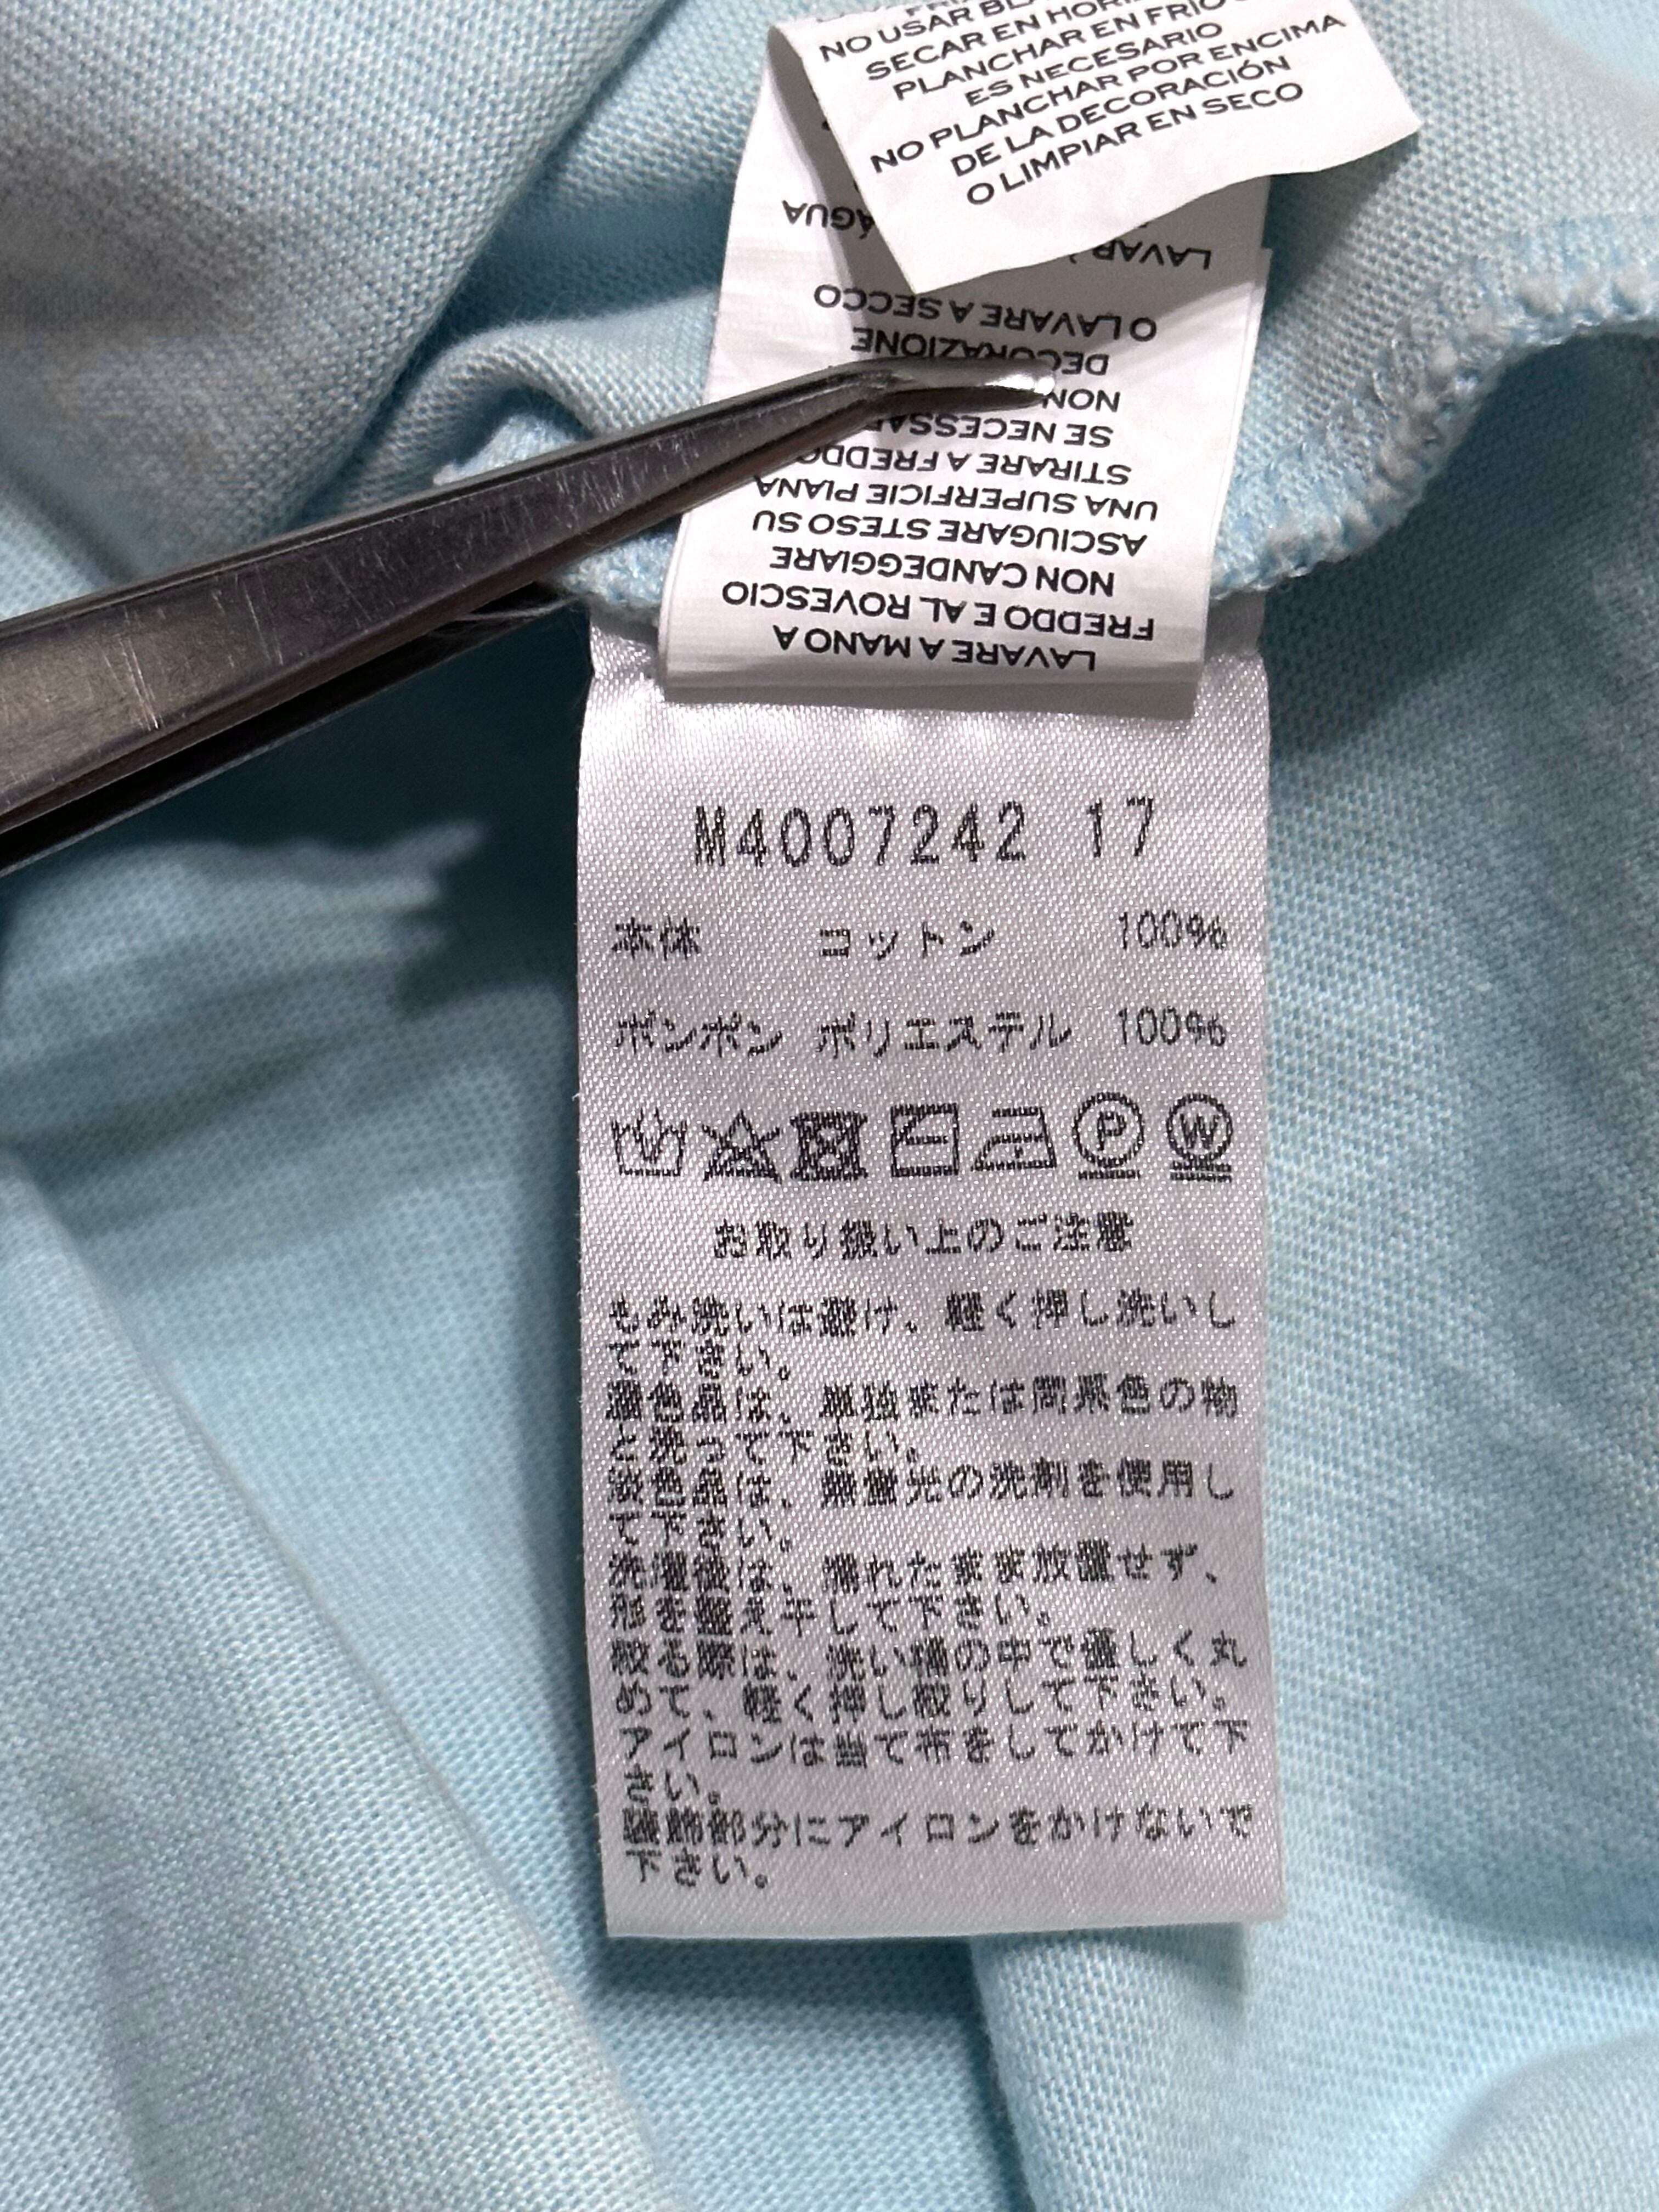 NO USAR
SECAR EN
PLANCHAR EN FRÍO
ES NECESARIO
NO PLANCHAR POR ENCIMA
DE LA DECORACIÓN
O LIMPIAR EN SECO
ÁGUA
LAVAR
O LAVARE A SECCO
DECORAZIONE
NON
SE
STIRARE A FREDDO
UNA SUPERFICIE PIANA
ASCIUGARE STESO SU
NON CANDEGGIARE
FREDDO E AL ROVESCIO
LAVARE A MANO A
M4007242 17
本体 コットン 100%
ポンポン ポリエステル 100%
P W
お取り扱い上のご注意
もみ洗いは避け、軽く押し洗いし
て下さい。
濃色品は、単独または同系色の物
と洗って下さい。
淡色品は、無蛍光の洗剤を使用し
て下さい。
洗濯後は、濡れたまま放置せず、
形を整え干して下さい。
絞る際は、洗い桶の中で優しく丸
めて、軽く押し絞りして下さい。
アイロンは当て布をしてかけて下
さい。
装飾部分にアイロンをかけないで
下さい。